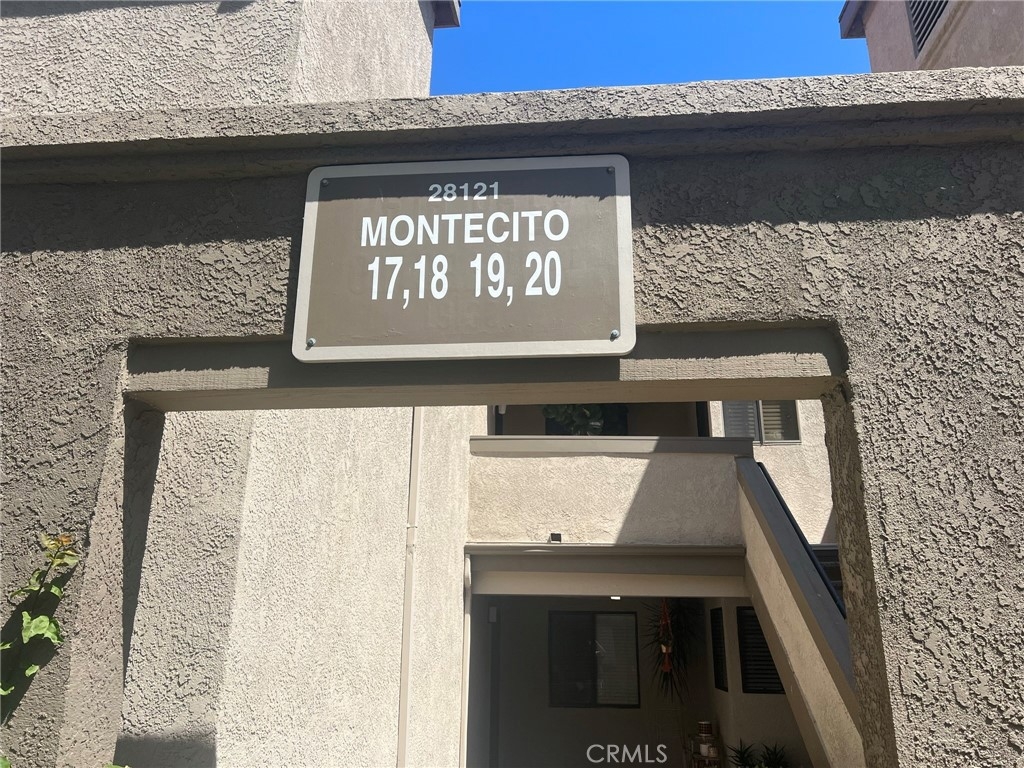 28121
MONTECITO
17,18 19, 20
CRMLS